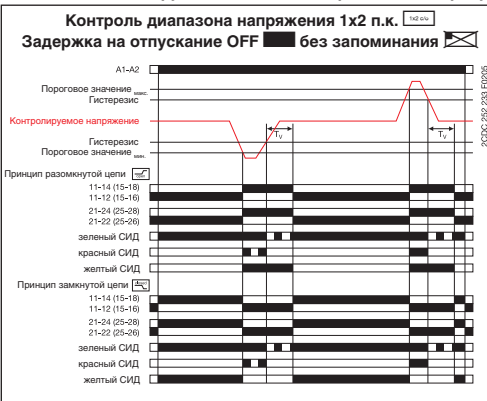 Контроль диапазона напряжения 1x2 п.к. 1x2 c/o
Задержка на отпускание OFF без запоминания
A1-A2
Пороговое значение макс.
Гистерезис
Контролируемое напряжение
Tv
Tv
Гистерезис
Пороговое значение мин.
Принцип разомкнутой цепи
11-14 (15-18)
11-12 (15-16)
21-24 (25-28)
21-22 (25-26)
зеленый СИД
красный СИД
желтый СИД
Принцип замкнутой цепи
11-14 (15-18)
11-12 (15-16)
21-24 (25-28)
21-22 (25-26)
зеленый СИД
красный СИД
желтый СИД
2CDC 252 233 F0205